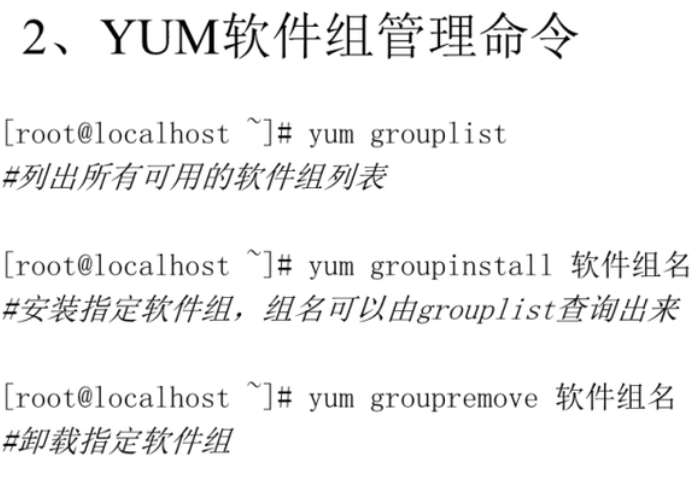 2、YUM软件组管理命令
[root@localhost ~]# yum grouplist
#列出所有可用的软件组列表
[root@localhost ~]# yum groupinstall 软件组名
#安装指定软件组，组名可以由grouplist查询出来
[root@localhost ~]# yum groupremove 软件组名
#卸载指定软件组